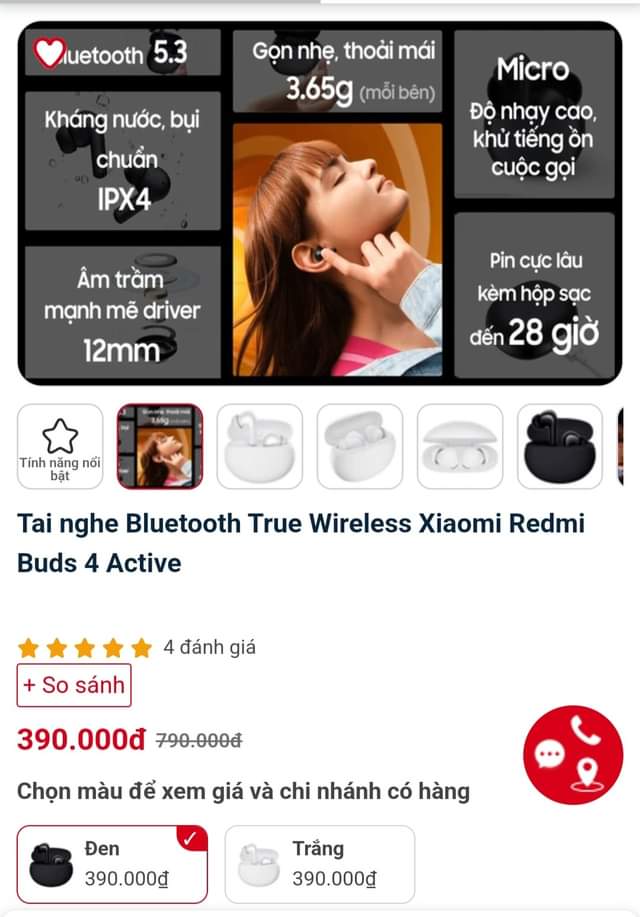 luetooth 5.3
Gọn nhẹ, thoải mái
3.65g (mỗi bên)
Micro
Độ nhạy cao,
khử tiếng ồn
cuộc gọi
Kháng nước, bụi
chuẩn
IPX4
Âm trầm
mạnh mẽ driver
12mm
Pin cực lâu
kèm hộp sạc
đến 28 giờ
Tính năng nổi
bật
Tai nghe Bluetooth True Wireless Xiaomi Redmi
Buds 4 Active
4 đánh giá
+ So sánh
390.000đ 790.000đ
Chọn màu để xem giá và chi nhánh có hàng
Đen
390.000₫
Trắng
390.000₫